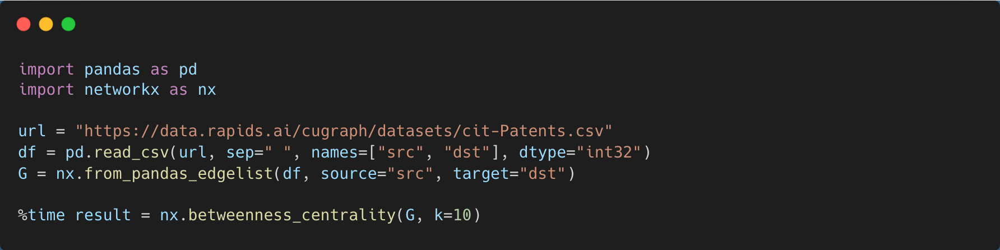 import pandas as pd
import networkx as nx
url = "https://data.rapids.ai/cugraph/datasets/cit-Patents.csv"
df = pd.read_csv(url, sep=" ", names=["src", "dst"], dtype="int32")
G = nx.from_pandas_edgelist(df, source="src", target="dst")
%time result = nx.betweenness_centrality(G, k=10)